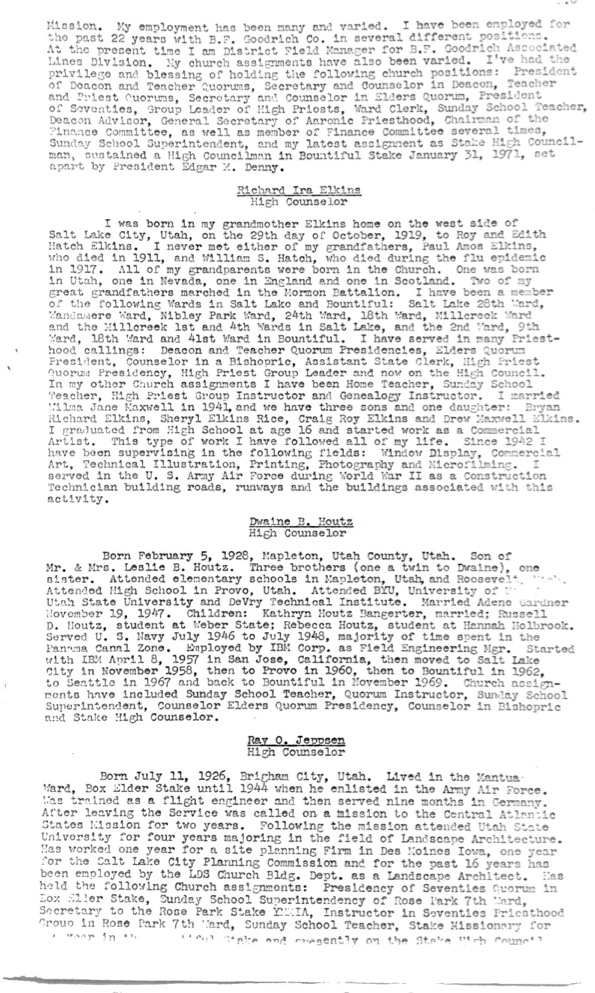 Mission. My employment has been many and varied. I have been employed for
the past 22 years with B.F. Goodrich Co. in several different positions.
At the present time I am District Field Manager for B.F. Goodrich Associated
Lines Division. My church assignments have also been varied. I've had the
privilege and blessing of holding the following church positions: President
of Deacon and Teacher Quorums, Secretary and Counselor in Deacon, Teacher
and Priest Quorums, Secretary and Counselor in Elders Quorum, President
of Seventies, Group Leader of High Priests, Ward Clerk, Sunday School Teacher,
Deacon Advisor, General Secretary of Aaronic Priesthood, Chairman of the
Finance Committee, as well as member of Finance Committee several times,
Sunday School Superintendent, and my latest assignment as Stake High Council-
man, sustained a High Councilman in Bountiful Stake January 31, 1971, set
apart by President Edgar M. Denny.
Richard Ira Elkins
High Counselor
I was born in my grandmother Elkins home on the west side of
Salt Lake City, Utah, on the 29th day of October, 1919, to Roy and Edith
Hatch Elkins. I never met either of my grandfathers, Paul Amos Elkins,
who died in 1911, and William S. Hatch, who died during the flu epidemic
in 1917. All of my grandparents were born in the Church. One was born
in Utah, one in Nevada, one in England and one in Scotland. Two of my
great grandfathers marched in the Mormon Battalion. I have been a member
of the following Wards in Salt Lake and Bountiful: Salt Lake 28th Ward,
Wandamere Ward, Nibley Park Ward, 24th Ward, 18th Ward, Millcreek Ward
and the Millcreek 1st and 4th Wards in Salt Lake, and the 2nd Ward, 9th
Ward, 18th Ward and 41st Ward in Bountiful. I have served in many Priest-
hood callings: Deacon and Teacher Quorum Presidencies, Elders Quorum
President, Counselor in a Bishopric, Assistant State Clerk, High Priest
Quorum Presidency, High Priest Group Leader and now on the High Council.
In my other Church assignments I have been Home Teacher, Sunday School
Teacher, High Priest Group Instructor and Genealogy Instructor. I married
Wilma Jane Maxwell in 1941, and we have three sons and one daughter: Bryan
Richard Elkins, Sheryl Elkins Rice, Craig Roy Elkins and Drew Maxwell Elkins.
I graduated from High School at age 16 and started work as a Commercial
Artist. This type of work I have followed all of my life. Since 1942 I
have been supervising in the following fields: Window Display, Commercial
Art, Technical Illustration, Printing, Photography and Microfilming. I
served in the U. S. Army Air Force during World War II as a Construction
Technician building roads, runways and the buildings associated with this
activity.
Dwaine B. Houtz
High Counselor
Born February 5, 1928, Mapleton, Utah County, Utah. Son of
Mr. & Mrs. Leslie B. Houtz. Three brothers (one a twin to Dwaine), one
sister. Attended elementary schools in Mapleton, Utah, and Roosevelt,
Attended High School in Provo, Utah. Attended BYU, University of
Utah State University and DeVry Technical Institute. Married Adene Gardner
November 19, 1947. Children: Kathryn Houtz Bangerter, married; Russell
D. Houtz, student at Weber State; Rebecca Houtz, student at Hannah Holbrook.
Served U. S. Navy July 1946 to July 1948, majority of time spent in the
Panama Canal Zone. Employed by IBM Corp. as Field Engineering Mgr. Started
with IBM April 8, 1957 in San Jose, California, then moved to Salt Lake
City in November 1958, then to Provo in 1960, then to Bountiful in 1962,
to Seattle in 1967 and back to Bountiful in November 1969. Church assign-
ments have included Sunday School Teacher, Quorum Instructor, Sunday School
Superintendent, Counselor Elders Quorum Presidency, Counselor in Bishopric
and Stake High Counselor.
Ray O. Jeppsen
High Counselor
Born July 11, 1926, Brigham City, Utah. Lived in the Mantua
Ward, Box Elder Stake until 1944 when he enlisted in the Army Air Force.
Was trained as a flight engineer and then served nine months in Germany.
After leaving the Service was called on a mission to the Central Atlantic
States Mission for two years. Following the mission attended Utah State
University for four years majoring in the field of Landscape Architecture.
Has worked one year for a site planning Firm in Des Moines Iowa, one year
for the Salt Lake City Planning Commission and for the past 16 years has
been employed by the LDS Church Bldg. Dept. as a Landscape Architect. Has
held the following Church assignments: Presidency of Seventies Quorum in
Box Elder Stake, Sunday School Superintendency of Rose Park 7th Ward,
Secretary to the Rose Park Stake YMMIA, Instructor in Seventies Priesthood
Group in Rose Park 7th Ward, Sunday School Teacher, Stake Missionary for
Stake and presently on the Stake High Council